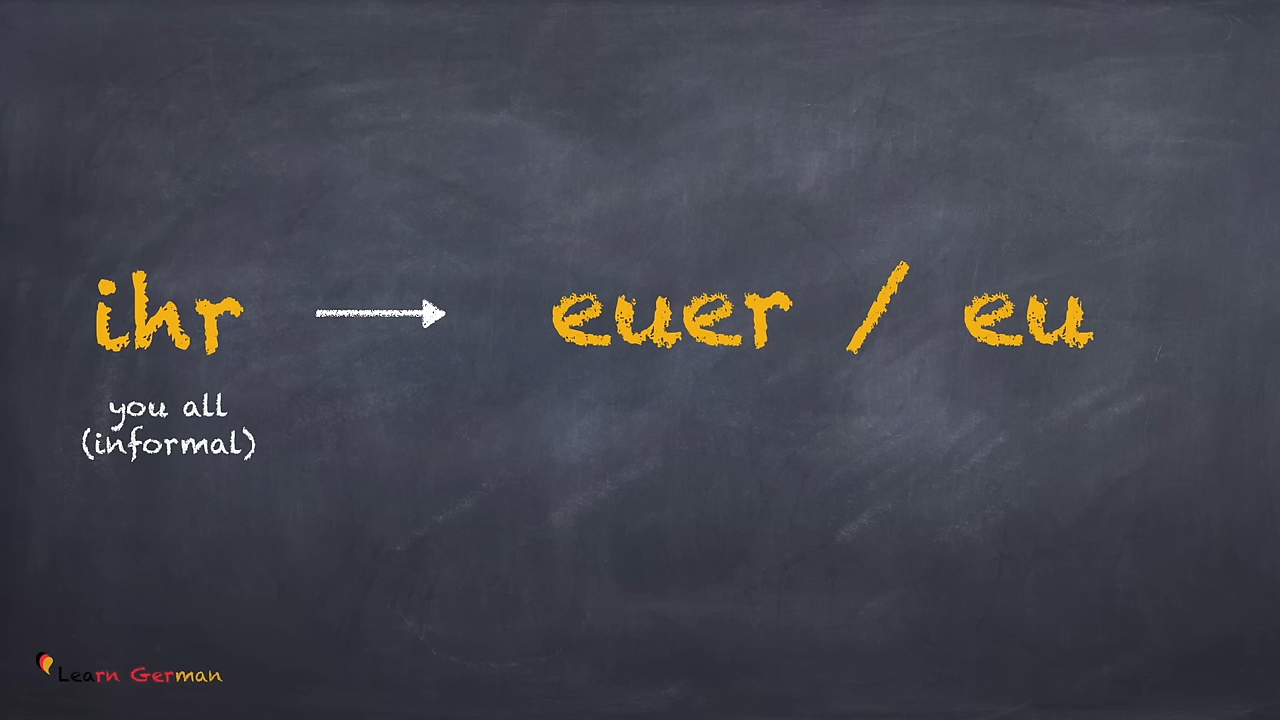 ihr → euer / eu
you all
(informal)
Learn German